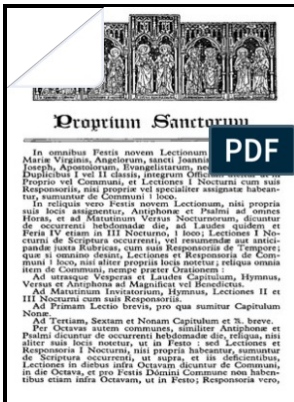 Proprium Sanctorum
PDF
In omnibus Festis novem Lectionum
Mariæ Virginis, Angelorum, sancti Joannis
Joseph, Apostolorum, Evangelistarum, nec
Duplicibus I vel II classis, integrum Officium
Proprio vel Communi, et Lectiones I Nocturni cum suis
Responsoriis, nisi propriæ vel specialiter assignatæ habean-
tur, sumuntur de Communi 1 loco.
In reliquis vero Festis novem Lectionum, nisi propria
suis locis assignentur, Antiphonæ et Psalmi ad omnes
Horas, et ad Matutinum Versus Nocturnorum, dicuntur
de occurrenti hebdomadæ die, ad Laudes quidem et
Feria IV etiam in III Nocturno, 1 loco; Lectiones I No-
cturni de Scriptura occurrenti, vel resumendæ aut antici-
pandæ juxta Rubricas, cum suis Responsoriis de Tempore;
quæ si omnino desint, Lectiones et Responsoria de Com-
muni 1 loco, nisi aliter propriis locis notetur; reliqua omnia
item de Communi, nempe præter Orationem:
Ad utrasque Vesperas et Laudes Capitulum, Hymnus,
Versus et Antiphona ad Magnificat vel Benedictus.
Ad Matutinum Invitatorium, Hymnus, Lectiones II et
III Nocturni cum suis Responsoriis.
Ad Primam Lectio brevis, pro qua sumitur Capitulum
Nonæ.
Ad Tertiam, Sextam et Nonam Capitulum et ℟. breve.
Per Octavas autem communes, similiter Antiphonæ et
Psalmi dicuntur de occurrenti hebdomadæ die, reliqua, nisi
aliter suis locis notetur, ut in Festo: sed Lectiones et
Responsoria I Nocturni, nisi propria habeantur, sumuntur
de Scriptura occurrenti, ut supra, et iis deficientibus,
Lectiones in diebus infra Octavam dicuntur de Communi,
in die Octava, et pro Festis Domini Commune non haben-
tibus etiam infra Octavam, ut in Festo; Responsoria vero,